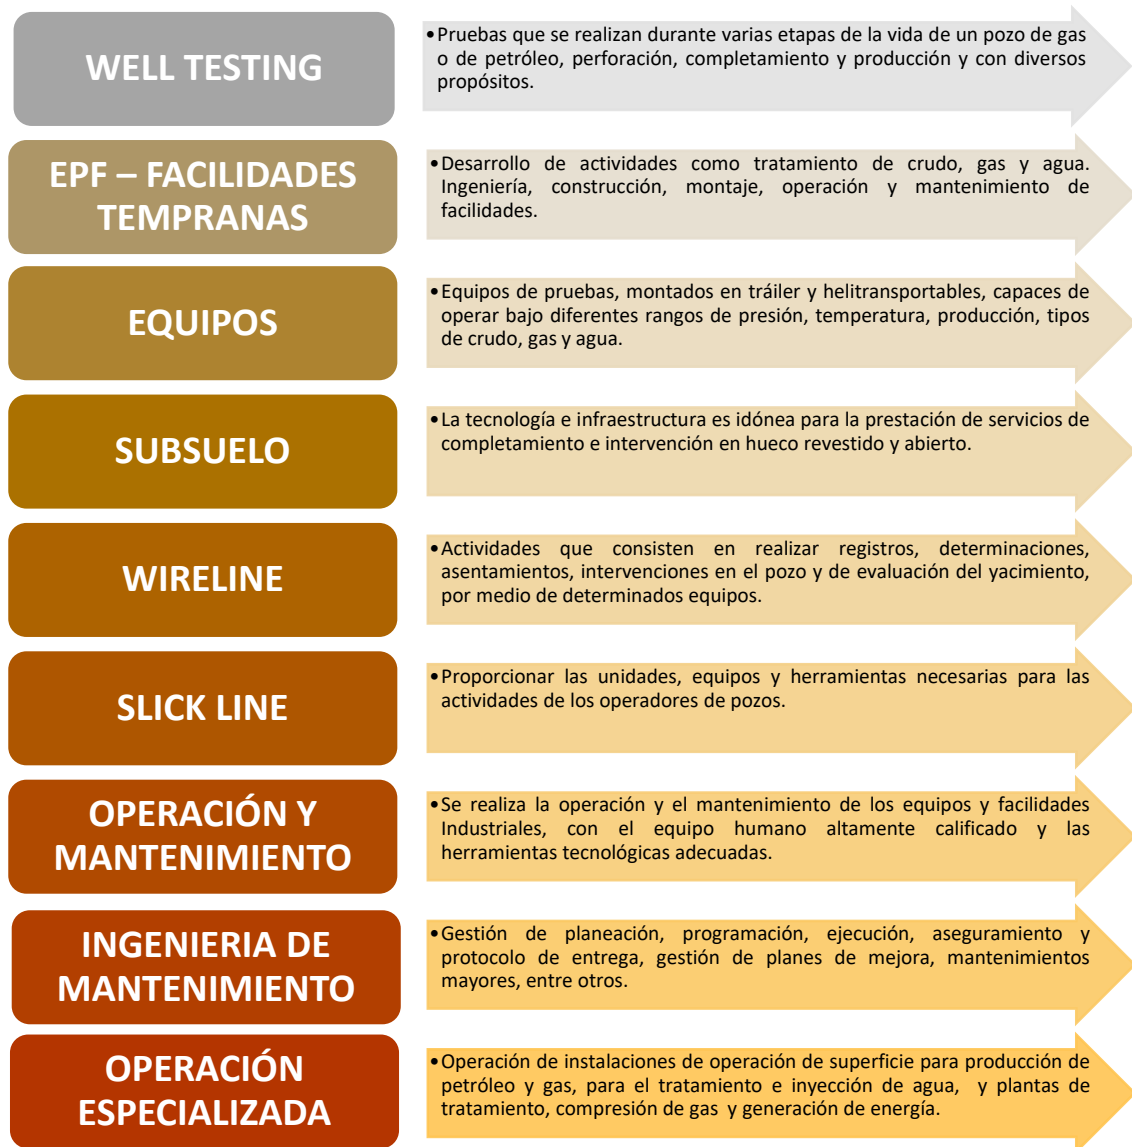 WELL TESTING
•Pruebas que se realizan durante varias etapas de la vida de un pozo de gas
o de petróleo, perforación, completamiento y producción y con diversos
propósitos.
EPF – FACILIDADES
TEMPRANAS
•Desarrollo de actividades como tratamiento de crudo, gas y agua.
Ingeniería, construcción, montaje, operación y mantenimiento de
facilidades.
EQUIPOS
•Equipos de pruebas, montados en tráiler y helitransportables, capaces de
operar bajo diferentes rangos de presión, temperatura, producción, tipos
de crudo, gas y agua.
SUBSUELO
•La tecnología e infraestructura es idónea para la prestación de servicios de
completamiento e intervención en hueco revestido y abierto.
WIRELINE
•Actividades que consisten en realizar registros, determinaciones,
asentamientos, intervenciones en el pozo y de evaluación del yacimiento,
por medio de determinados equipos.
SLICK LINE
•Proporcionar las unidades, equipos y herramientas necesarias para las
actividades de los operadores de pozos.
OPERACIÓN Y
MANTENIMIENTO
•Se realiza la operación y el mantenimiento de los equipos y facilidades
Industriales, con el equipo humano altamente calificado y las
herramientas tecnológicas adecuadas.
INGENIERIA DE
MANTENIMIENTO
•Gestión de planeación, programación, ejecución, aseguramiento y
protocolo de entrega, gestión de planes de mejora, mantenimientos
mayores, entre otros.
OPERACIÓN
ESPECIALIZADA
•Operación de instalaciones de operación de superficie para producción de
petróleo y gas, para el tratamiento e inyección de agua, y plantas de
tratamiento, compresión de gas y generación de energía.